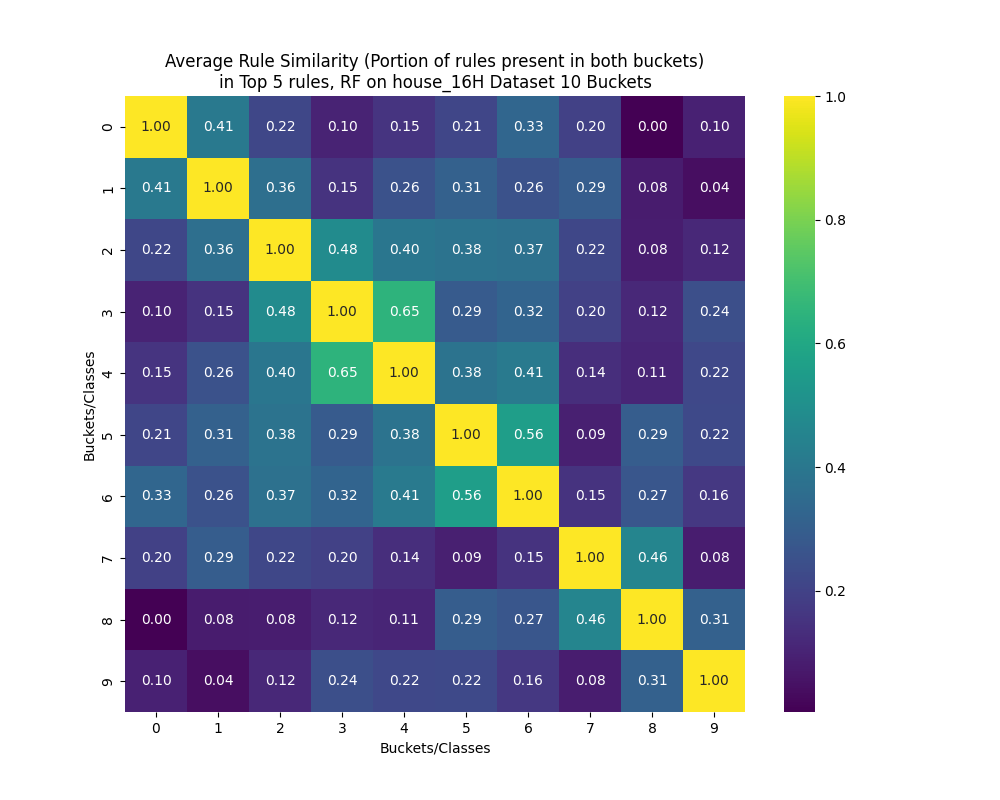 Average Rule Similarity (Portion of rules present in both buckets)
in Top 5 rules, RF on house_16H Dataset 10 Buckets
0 1.00 0.41 0.22 0.10 0.15 0.21 0.33 0.20 0.00 0.10
1 0.41 1.00 0.36 0.15 0.26 0.31 0.26 0.29 0.08 0.04
2 0.22 0.36 1.00 0.48 0.40 0.38 0.37 0.22 0.08 0.12
3 0.10 0.15 0.48 1.00 0.65 0.29 0.32 0.20 0.12 0.24
4 0.15 0.26 0.40 0.65 1.00 0.38 0.41 0.14 0.11 0.22
5 0.21 0.31 0.38 0.29 0.38 1.00 0.56 0.09 0.29 0.22
6 0.33 0.26 0.37 0.32 0.41 0.56 1.00 0.15 0.27 0.16
7 0.20 0.29 0.22 0.20 0.14 0.09 0.15 1.00 0.46 0.08
8 0.00 0.08 0.08 0.12 0.11 0.29 0.27 0.46 1.00 0.31
9 0.10 0.04 0.12 0.24 0.22 0.22 0.16 0.08 0.31 1.00
0 1 2 3 4 5 6 7 8 9
Buckets/Classes
Buckets/Classes
1.0
0.8
0.6
0.4
0.2